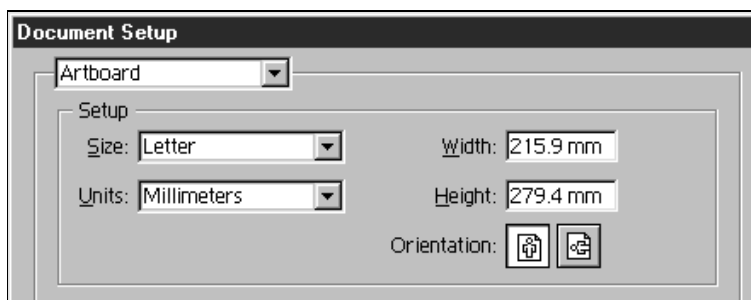 Document Setup
Artboard
Setup
Size: Letter
Width: 215.9 mm
Units: Millimeters
Height: 279.4 mm
Orientation: